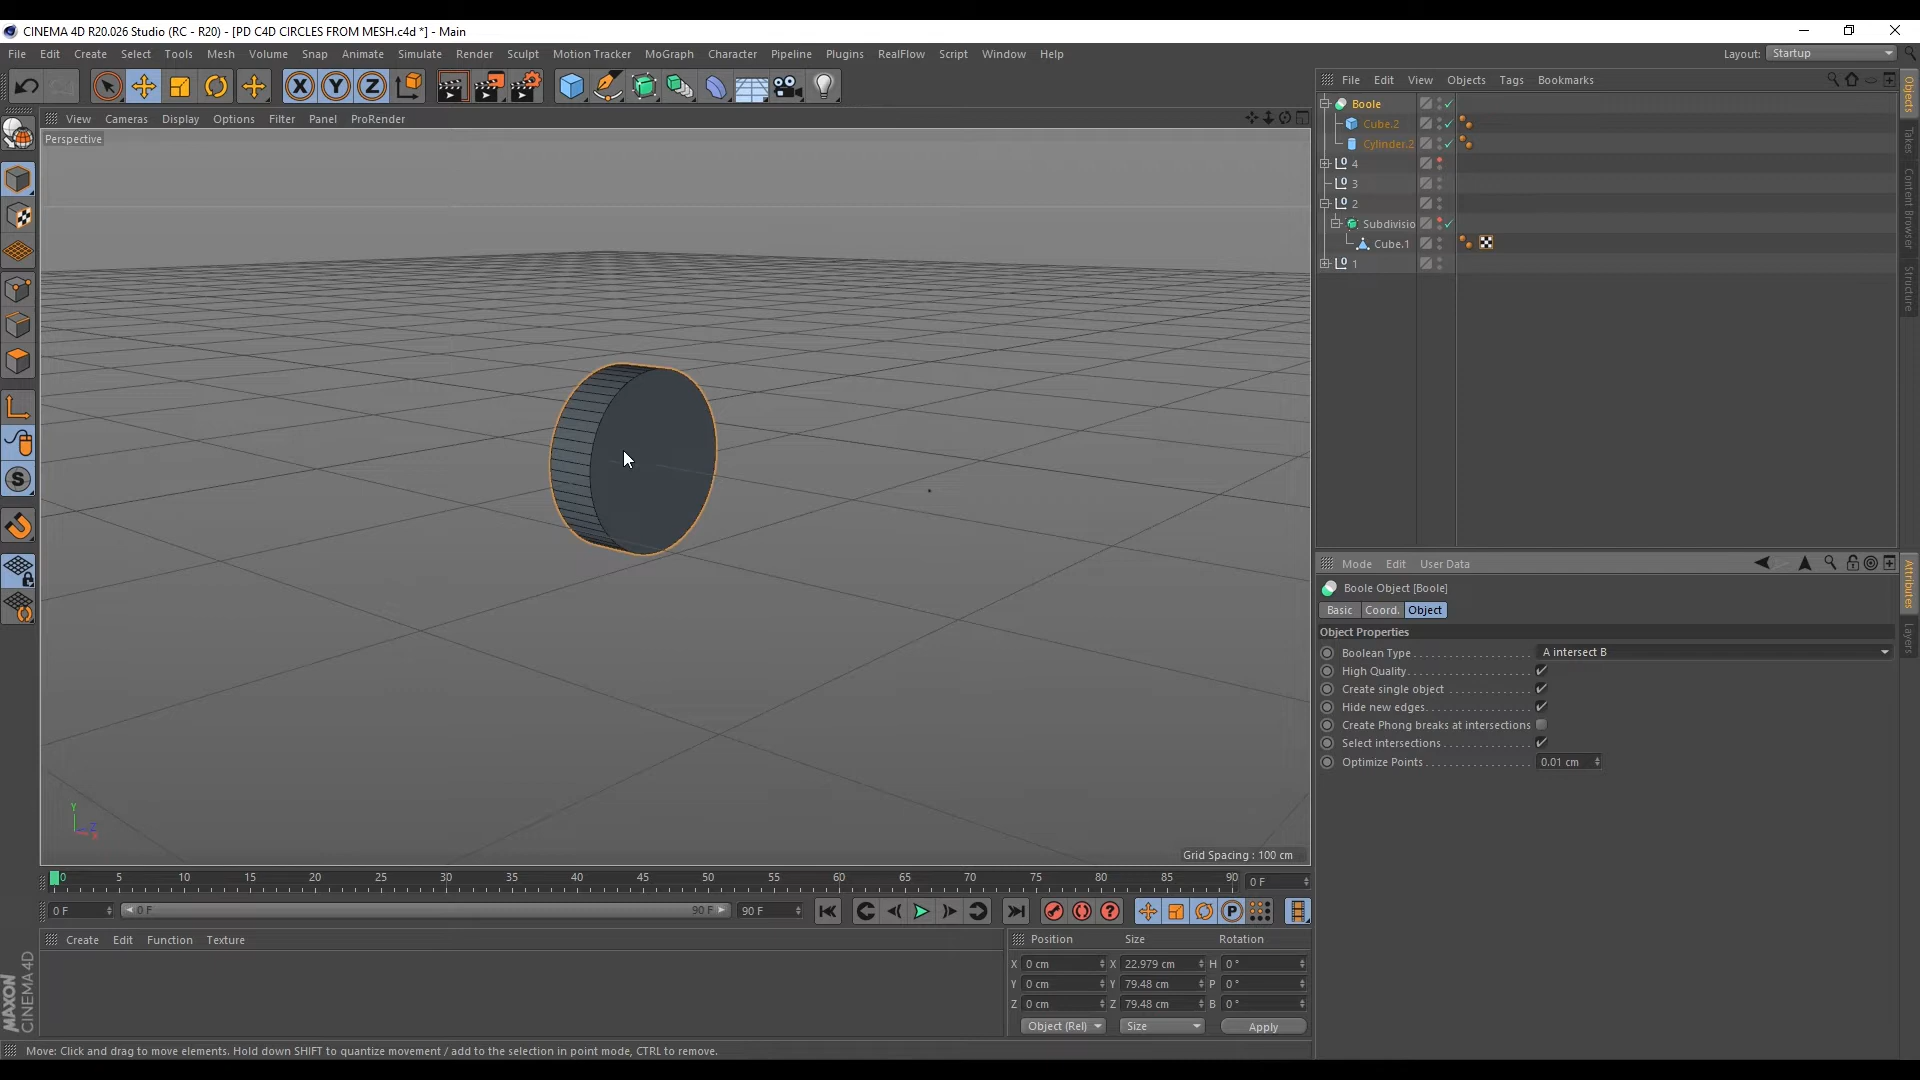 CINEMA 4D R20.026 Studio (RC - R20) - [PD C4D CIRCLES FROM MESH.c4d *] - Main
File Edit Create Select Tools Mesh Volume Snap Animate Simulate Render Sculpt Motion Tracker MoGraph Character Pipeline Plugins RealFlow Script Window Help
Layout: Startup
X Y Z
File Edit View Objects Tags Bookmarks
View Cameras Display Options Filter Panel ProRender
Perspective
Boole
Cube.2
Cylinder.2
4
3
2
Subdivisio
Cube.1
1
Objects
Takes
Content Browser
Structure
Mode Edit User Data
Boole Object [Boole]
Basic Coord. Object
Object Properties
Boolean Type A intersect B
High Quality
Create single object
Hide new edges
Create Phong breaks at intersections
Select intersections
Optimize Points 0.01 cm
Attributes
Layers
S
Y
Z
X
Grid Spacing : 100 cm
0 5 10 15 20 25 30 35 40 45 50 55 60 65 70 75 80 85 90
0 F
0 F 0 F 90 F 90 F
P
Create Edit Function Texture
Position Size Rotation
X 0 cm X 22.979 cm H 0 °
Y 0 cm Y 79.48 cm P 0 °
Z 0 cm Z 79.48 cm B 0 °
Object (Rel) Size Apply
MAXON
CINEMA 4D
Move: Click and drag to move elements. Hold down SHIFT to quantize movement / add to the selection in point mode, CTRL to remove.